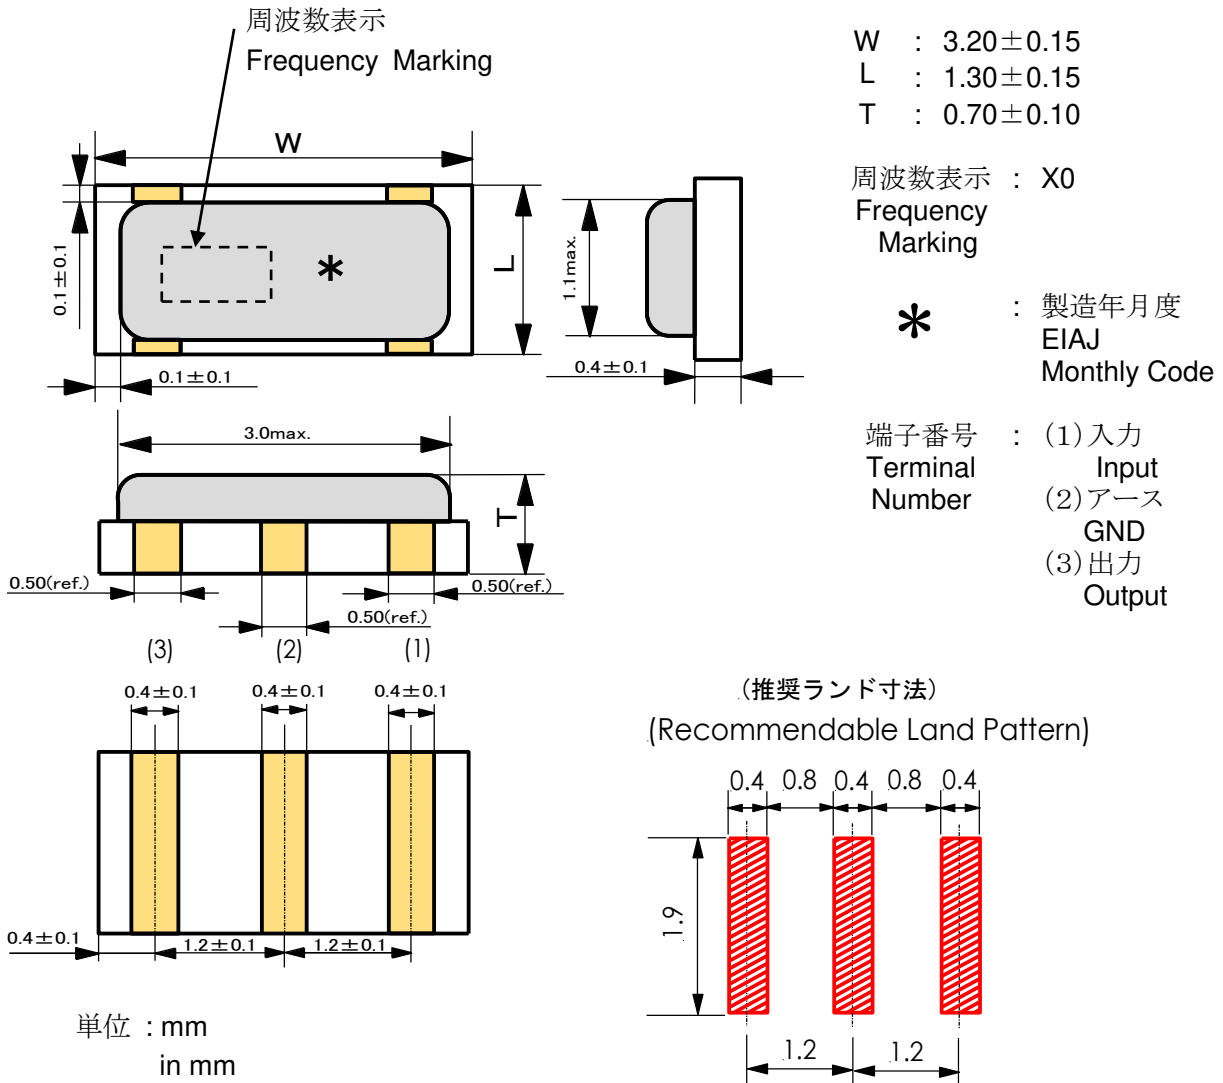 周波数表示
Frequency Marking
W
0.1±0.1
*
L
0.1±0.1
1.1max.
0.4±0.1
3.0max.
T
0.50(ref.)
0.50(ref.)
0.50(ref.)
(3) (2) (1)
0.4±0.1 0.4±0.1 0.4±0.1
0.4±0.1 1.2±0.1 1.2±0.1
単位 : mm
in mm
W : 3.20±0.15
L : 1.30±0.15
T : 0.70±0.10
周波数表示 : X0
Frequency
Marking
* : 製造年月度
EIAJ
Monthly Code
端子番号 : (1)入力
Terminal Input
Number (2)アース
GND
(3)出力
Output
(推奨ランド寸法)
(Recommendable Land Pattern)
0.4 0.8 0.4 0.8 0.4
1.9
1.2 1.2